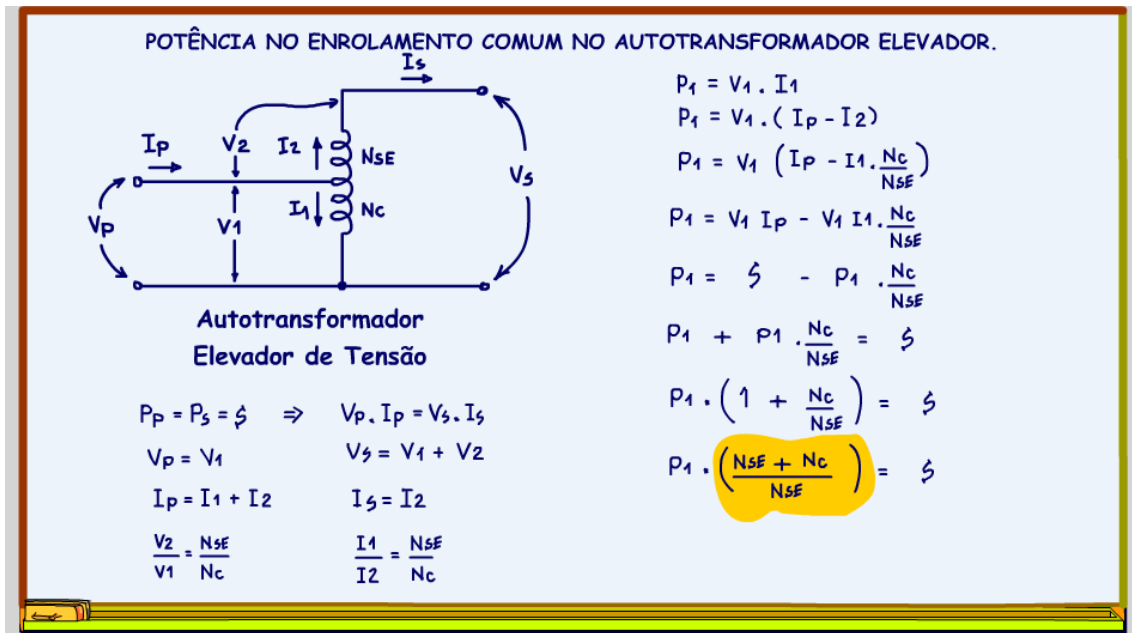 POTÊNCIA NO ENROLAMENTO COMUM NO AUTOTRANSFORMADOR ELEVADOR.
Is
Ip
V2
I2
NSE
Vs
Vp
V1
I1
Nc
Autotransformador
Elevador de Tensão
Pp = Ps = $ ⇒ Vp . Ip = Vs . Is
Vp = V1
Vs = V1 + V2
Ip = I1 + I2
Is = I2
V2/V1 = NSE/Nc
I1/I2 = NSE/Nc
P1 = V1 . I1
P1 = V1 . ( Ip - I2)
P1 = V1 ( Ip - I1 . Nc/NSE )
P1 = V1 Ip - V1 I1 . Nc/NSE
P1 = $ - P1 . Nc/NSE
P1 + P1 . Nc/NSE = $
P1 . ( 1 + Nc/NSE ) = $
P1 . ( NSE + Nc / NSE ) = $